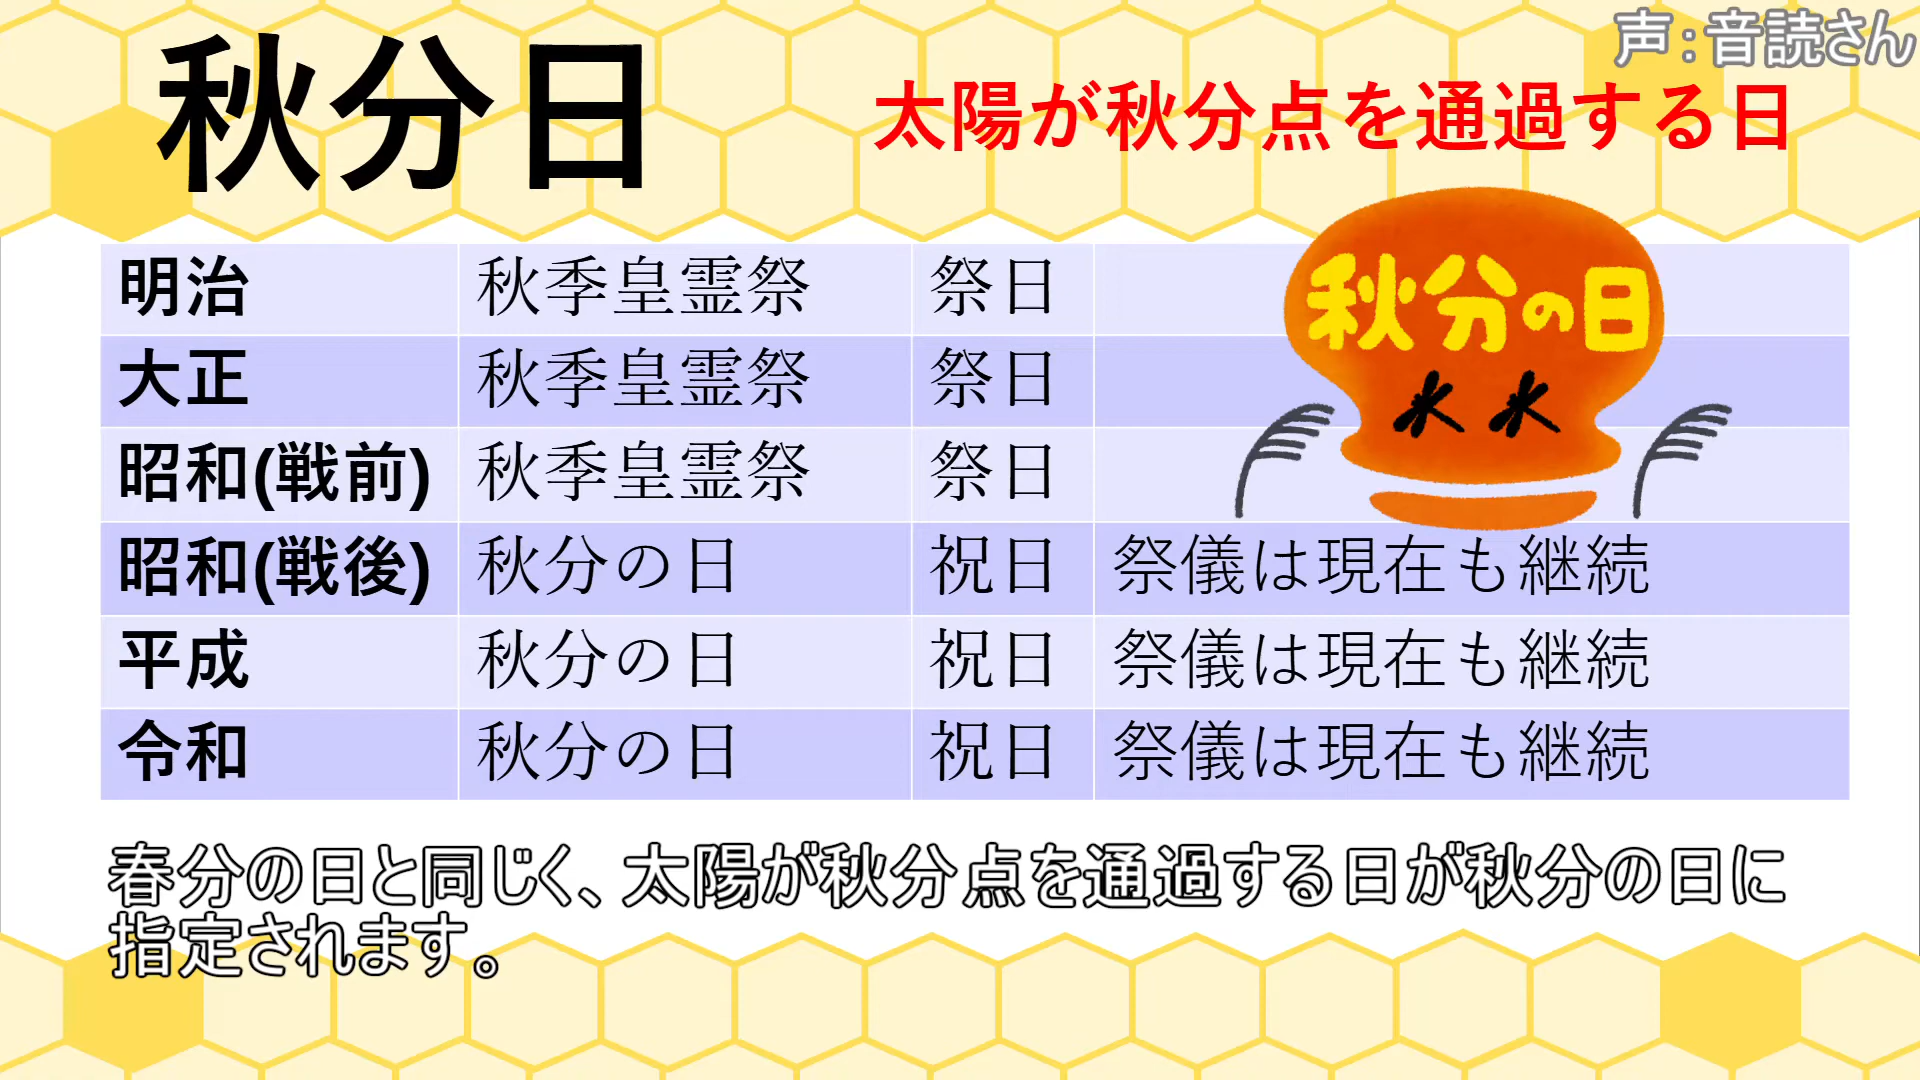 声:音読さん
秋分日
太陽が秋分点を通過する日
秋分の日
明治 秋季皇霊祭 祭日
大正 秋季皇霊祭 祭日
昭和(戦前) 秋季皇霊祭 祭日
昭和(戦後) 秋分の日 祝日 祭儀は現在も継続
平成 秋分の日 祝日 祭儀は現在も継続
令和 秋分の日 祝日 祭儀は現在も継続
春分の日と同じく、太陽が秋分点を通過する日が秋分の日に
指定されます。